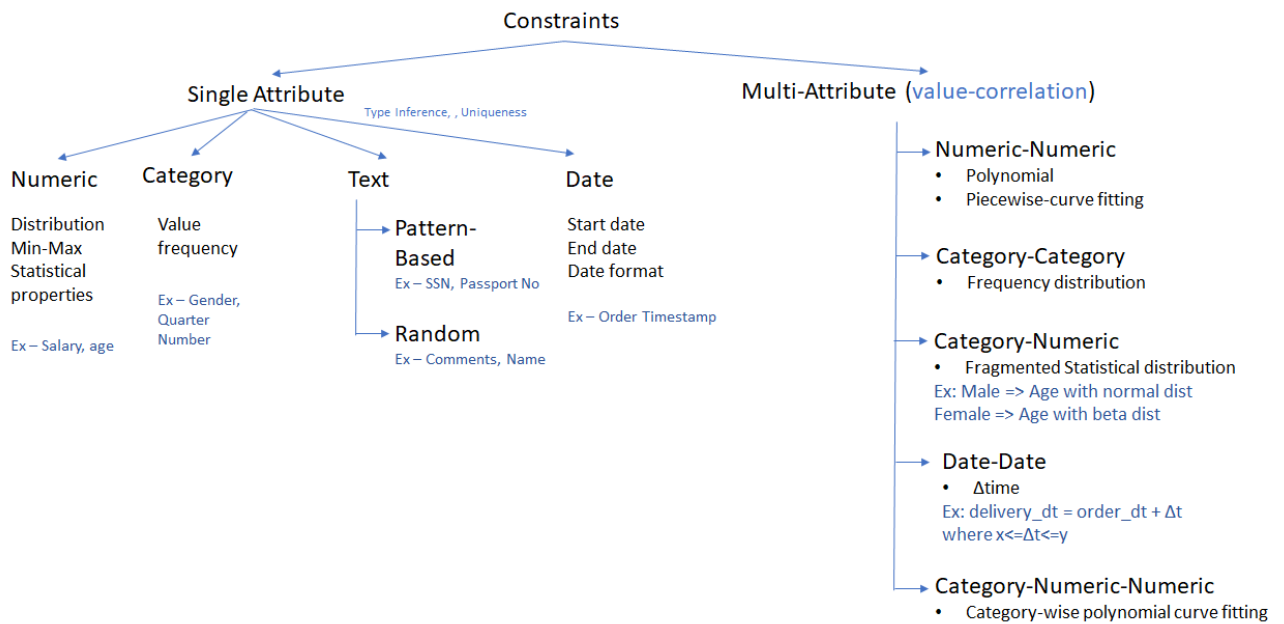 Constraints
Single Attribute
Type Inference, , Uniqueness
Numeric
Distribution
Min-Max
Statistical
properties
Ex – Salary, age
Category
Value
frequency
Ex – Gender,
Quarter
Number
Text
Pattern-
Based
Ex – SSN, Passport No
Random
Ex – Comments, Name
Date
Start date
End date
Date format
Ex – Order Timestamp
Multi-Attribute (value-correlation)
Numeric-Numeric
• Polynomial
• Piecewise-curve fitting
Category-Category
• Frequency distribution
Category-Numeric
• Fragmented Statistical distribution
Ex: Male => Age with normal dist
Female => Age with beta dist
Date-Date
• Δtime
Ex: delivery_dt = order_dt + Δt
where x<=Δt<=y
Category-Numeric-Numeric
• Category-wise polynomial curve fitting